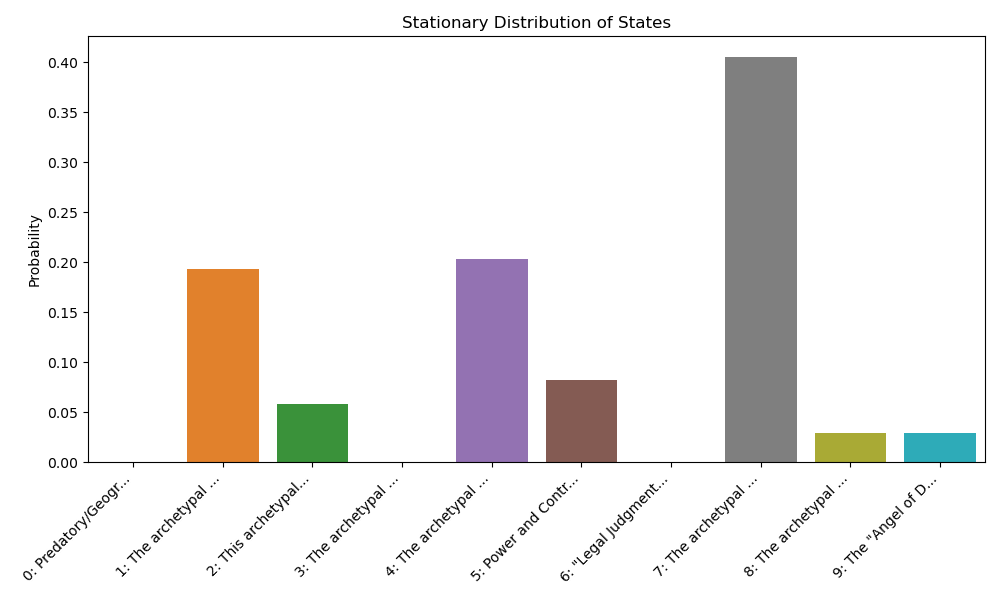 Stationary Distribution of States
Probability
0.40
0.35
0.30
0.25
0.20
0.15
0.10
0.05
0.00
0: Predatory/Geogr...
1: The archetypal ...
2: This archetypal...
3: The archetypal ...
4: The archetypal ...
5: Power and Contr...
6: "Legal Judgment...
7: The archetypal ...
8: The archetypal ...
9: The "Angel of D...